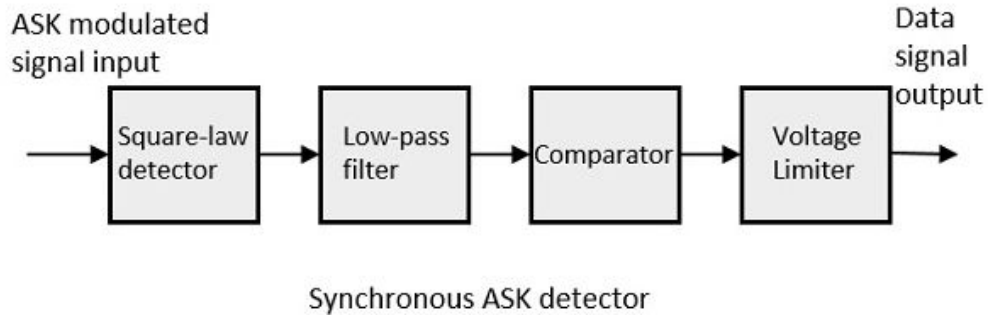 ASK modulated
signal input
Data
signal
output
Square-law
detector
Low-pass
filter
Comparator
Voltage
Limiter
Synchronous ASK detector